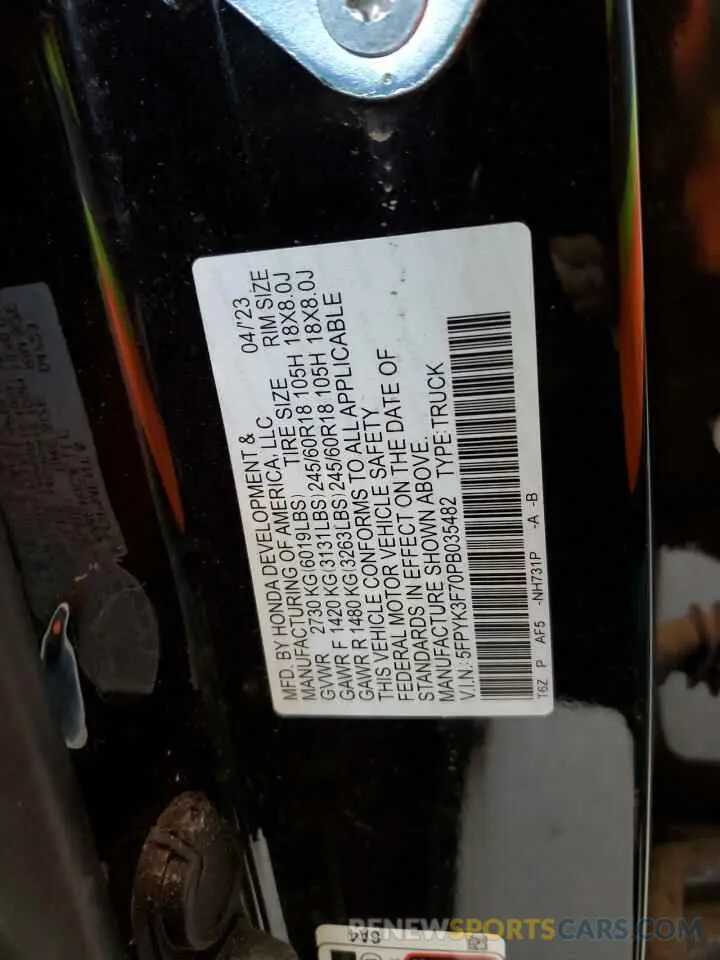 MFD. BY HONDA DEVELOPMENT & 04/'23
MANUFACTURING OF AMERICA, LLC
GVWR 2730 KG(6019LBS) TIRE SIZE RIM SIZE
GAWR F 1420 KG(3131LBS) 245/60R18 105H 18X8.0J
GAWR R 1480 KG(3263LBS) 245/60R18 105H 18X8.0J
THIS VEHICLE CONFORMS TO ALL APPLICABLE
FEDERAL MOTOR VEHICLE SAFETY
STANDARDS IN EFFECT ON THE DATE OF
MANUFACTURE SHOWN ABOVE.
V.I.N.: 5FPYK3F70PB035482 TYPE: TRUCK
T6Z P AF5 -NH731P -A -B
RENEWSPORTSCARS.COM